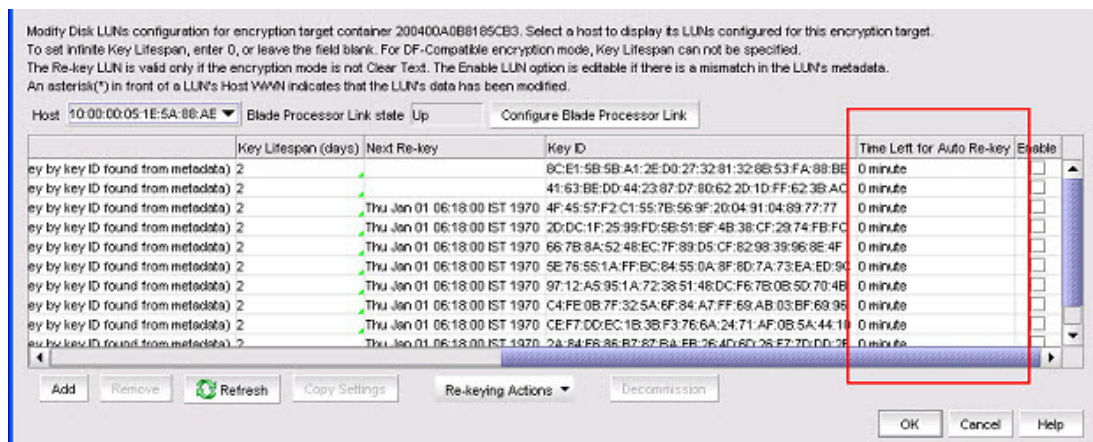 Modify Disk LUNs configuration for encryption target container 200400A0B8185CB3. Select a host to display its LUNs configured for this encryption target.
To set infinite Key Lifespan, enter 0, or leave the field blank. For DF-Compatible encryption mode, Key Lifespan can not be specified.
The Re-key LUN is valid only if the encryption mode is not Clear Text. The Enable LUN option is editable if there is a mismatch in the LUN's metadata.
An asterisk(*) in front of a LUN's Host WWN indicates that the LUN's data has been modified.
Host 10:00:00:05:1E:5A:88:AE Blade Processor Link state Up Configure Blade Processor Link
Key Lifespan (days) Next Re-key Key ID Time Left for Auto Re-key Enable
ey by key ID found from metadata) 2 8C:E1:5B:5B:A1:2E:D0:27:32:81:32:8B:53:FA:88:BE 0 minute
ey by key ID found from metadata) 2 41:63:BE:DD:44:23:87:D7:80:62:2D:1D:FF:62:3B:AC 0 minute
ey by key ID found from metadata) 2 Thu Jan 01 06:18:00 IST 1970 4F:45:57:F2:C1:55:7B:56:9F:20:04:91:04:89:77:77 0 minute
ey by key ID found from metadata) 2 Thu Jan 01 06:18:00 IST 1970 2D:DC:1F:25:99:FD:5B:51:BF:4B:38:CF:29:74:FB:FC 0 minute
ey by key ID found from metadata) 2 Thu Jan 01 06:18:00 IST 1970 66:7B:8A:52:48:EC:7F:89:D5:CF:82:98:39:96:8E:4F 0 minute
ey by key ID found from metadata) 2 Thu Jan 01 06:18:00 IST 1970 5E:76:55:1A:FF:BC:84:55:0A:8F:8D:7A:73:EA:ED:9C 0 minute
ey by key ID found from metadata) 2 Thu Jan 01 06:18:00 IST 1970 97:12:A5:95:1A:72:38:51:48:DC:F6:7B:0B:5D:70:4B 0 minute
ey by key ID found from metadata) 2 Thu Jan 01 06:18:00 IST 1970 C4:FE:0B:7F:32:5A:6F:84:A7:FF:69:AB:03:BF:69:96 0 minute
ey by key ID found from metadata) 2 Thu Jan 01 06:18:00 IST 1970 CE:F7:DD:EC:1B:3B:F3:76:6A:24:71:AF:0B:5A:44:10 0 minute
ey by key ID found from metadata) 2 Thu Jan 01 06:18:00 IST 1970 0 minute
Add Remove Refresh Copy Settings Re-keying Actions Decommission
OK Cancel Help